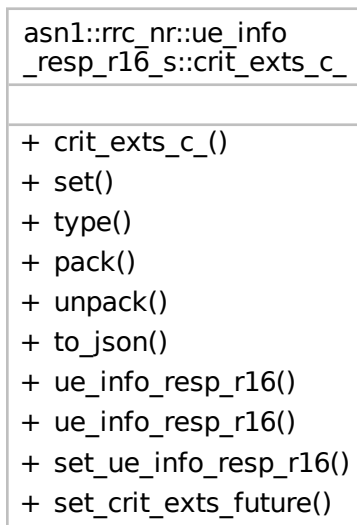 asn1::rrc_nr::ue_info
_resp_r16_s::crit_exts_c_
+ crit_exts_c_()
+ set()
+ type()
+ pack()
+ unpack()
+ to_json()
+ ue_info_resp_r16()
+ ue_info_resp_r16()
+ set_ue_info_resp_r16()
+ set_crit_exts_future()